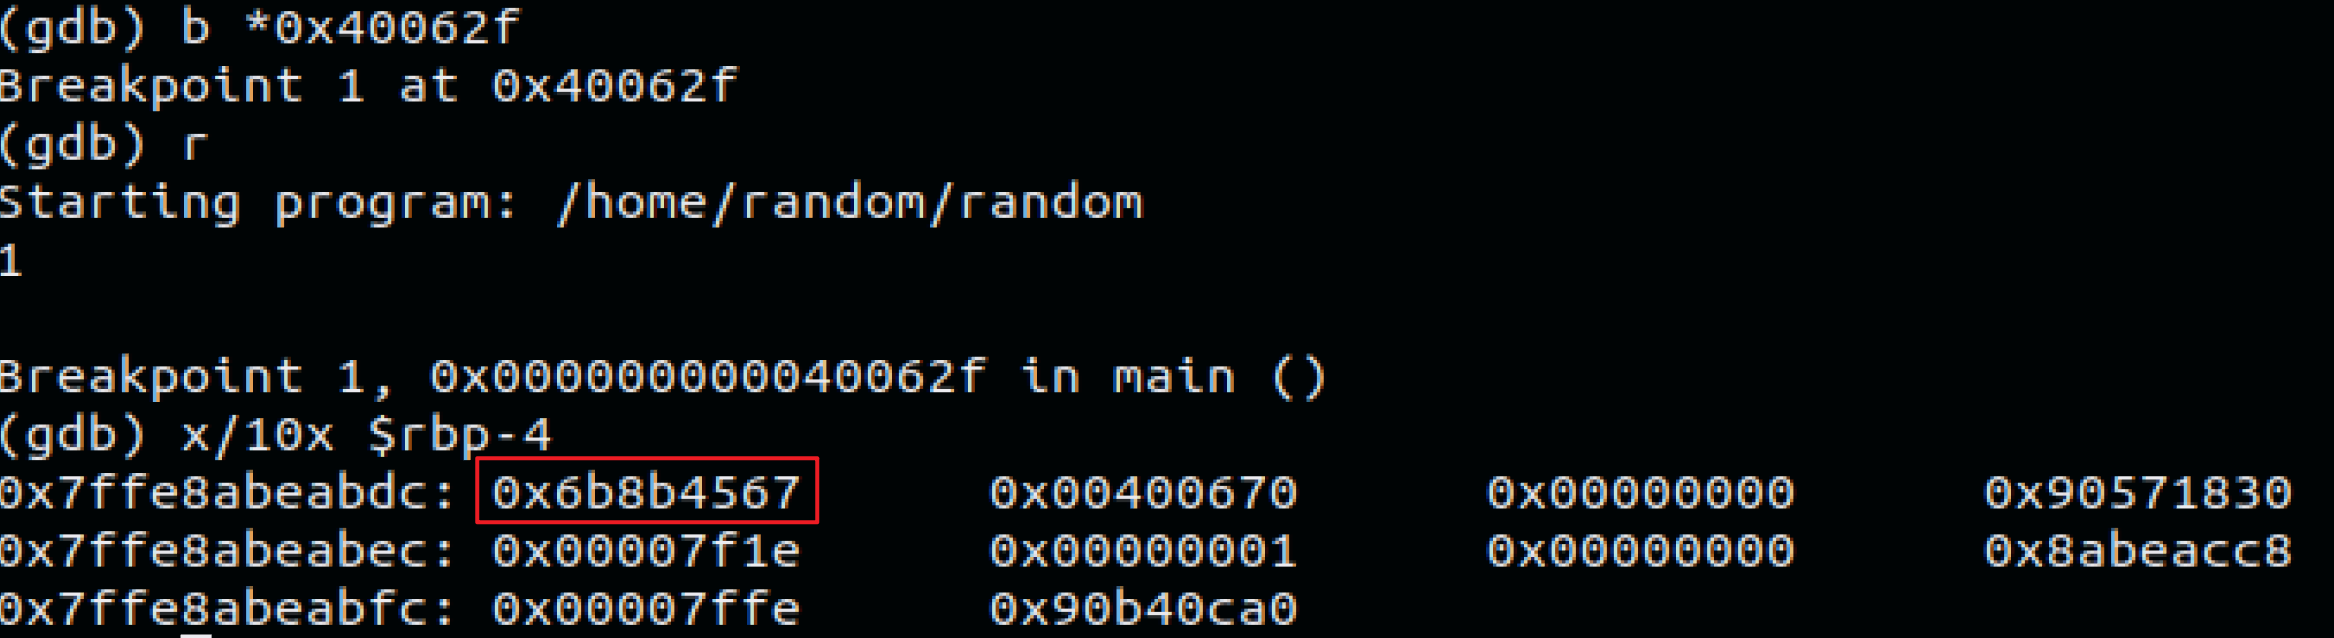 (gdb) b *0x40062f
Breakpoint 1 at 0x40062f
(gdb) r
Starting program: /home/random/random
1
Breakpoint 1, 0x000000000040062f in main ()
(gdb) x/10x $rbp-4
0x7ffe8abeabdc: 0x6b8b4567 0x00400670 0x00000000 0x90571830
0x7ffe8abeabec: 0x00007f1e 0x00000001 0x00000000 0x8abeacc8
0x7ffe8abeabfc: 0x00007ffe 0x90b40ca0